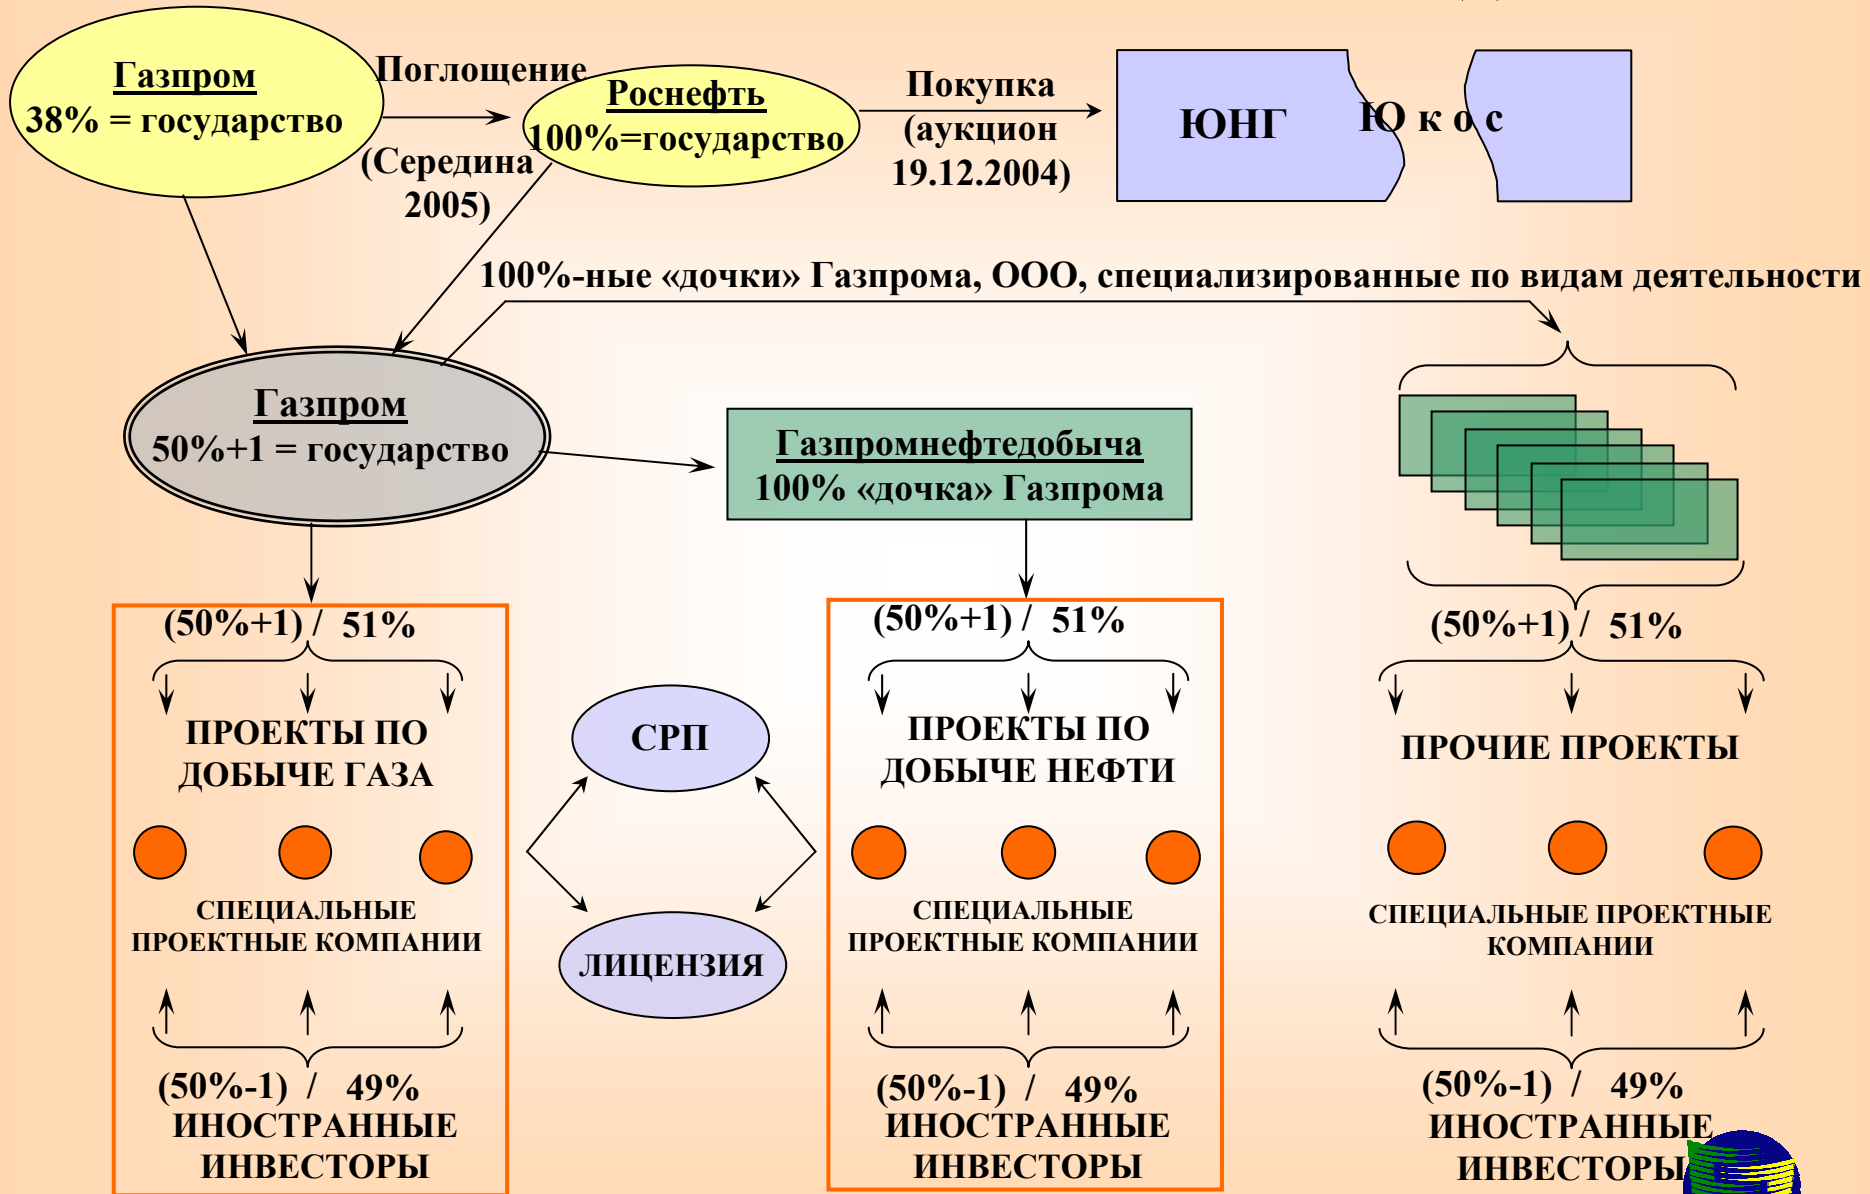 Газпром
38% = государство
Поглощение
(Середина
2005)
Роснефть
100%=государство
Покупка
(аукцион
19.12.2004)
ЮНГ
Ю к о с
100%-ные «дочки» Газпрома, ООО, специализированные по видам деятельности
Газпром
50%+1 = государство
Газпромнефтедобыча
100% «дочка» Газпрома
(50%+1) / 51%
ПРОЕКТЫ ПО
ДОБЫЧЕ ГАЗА
СПЕЦИАЛЬНЫЕ
ПРОЕКТНЫЕ КОМПАНИИ
(50%-1) / 49%
ИНОСТРАННЫЕ
ИНВЕСТОРЫ
СРП
ЛИЦЕНЗИЯ
(50%+1) / 51%
ПРОЕКТЫ ПО
ДОБЫЧЕ НЕФТИ
СПЕЦИАЛЬНЫЕ
ПРОЕКТНЫЕ КОМПАНИИ
(50%-1) / 49%
ИНОСТРАННЫЕ
ИНВЕСТОРЫ
(50%+1) / 51%
ПРОЧИЕ ПРОЕКТЫ
СПЕЦИАЛЬНЫЕ ПРОЕКТНЫЕ
КОМПАНИИ
(50%-1) / 49%
ИНОСТРАННЫЕ
ИНВЕСТОРЫ